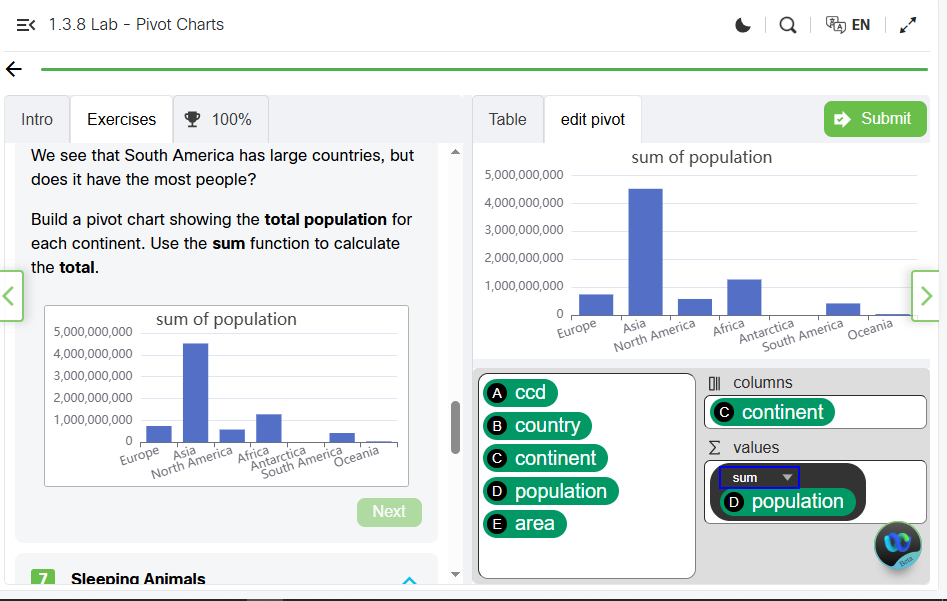 1.3.8 Lab - Pivot Charts
EN
Intro
Exercises
100%
We see that South America has large countries, but
does it have the most people?
Build a pivot chart showing the total population for
each continent. Use the sum function to calculate
the total.
sum of population
5,000,000,000
4,000,000,000
3,000,000,000
2,000,000,000
1,000,000,000
0
Europe
Asia
North America
Africa
Antarctica
South America
Oceania
Next
7
Sleeping Animals
Table
edit pivot
Submit
sum of population
5,000,000,000
4,000,000,000
3,000,000,000
2,000,000,000
1,000,000,000
0
Europe
Asia
North America
Africa
Antarctica
South America
Oceania
A ccd
B country
C continent
D population
E area
columns
C continent
Σ values
sum
D population
Beta